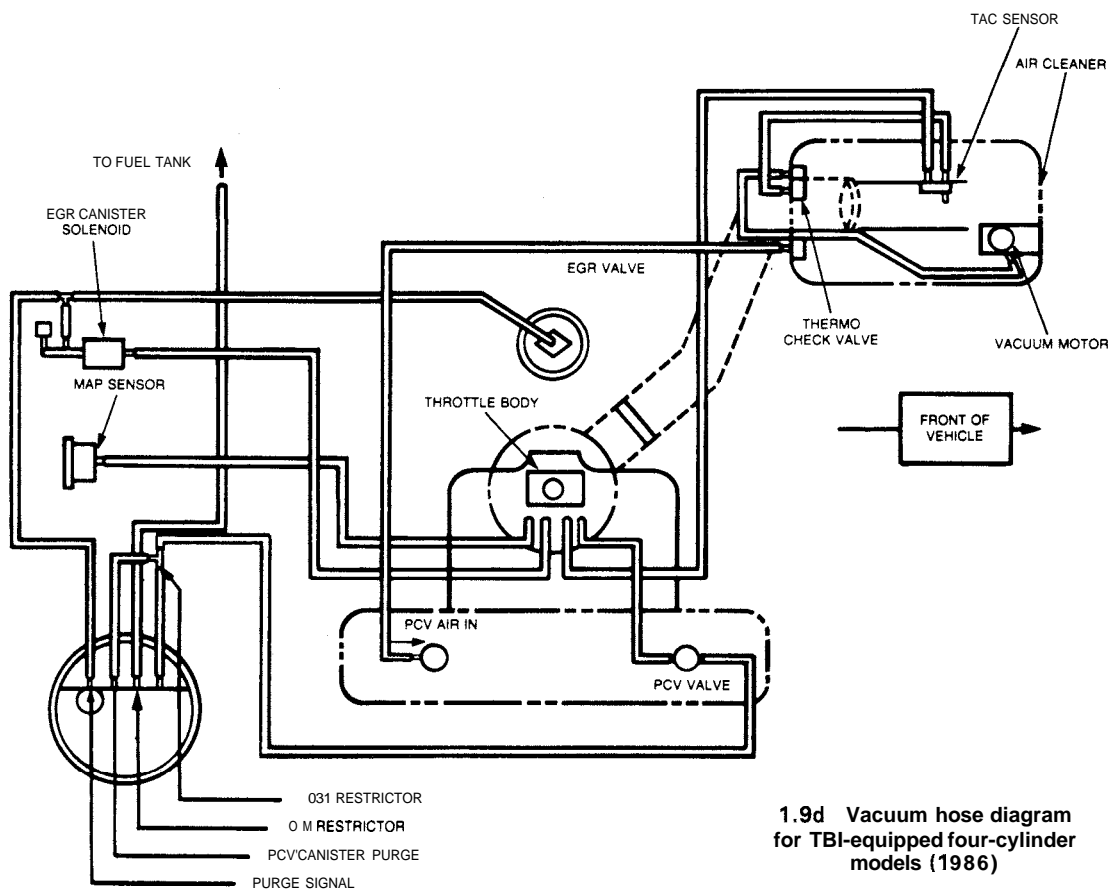 TAC SENSOR
AIR CLEANER
TO FUEL TANK
EGR CANISTER
SOLENOID
EGR VALVE
THERMO
CHECK VALVE
VACUUM MOTOR
MAP SENSOR
THROTTLE BODY
FRONT OF
VEHICLE
PCV AIR IN
PCV VALVE
031 RESTRICTOR
O M RESTRICTOR
PCV'CANISTER PURGE
PURGE SIGNAL
1.9d Vacuum hose diagram
for TBI-equipped four-cylinder
models (1986)